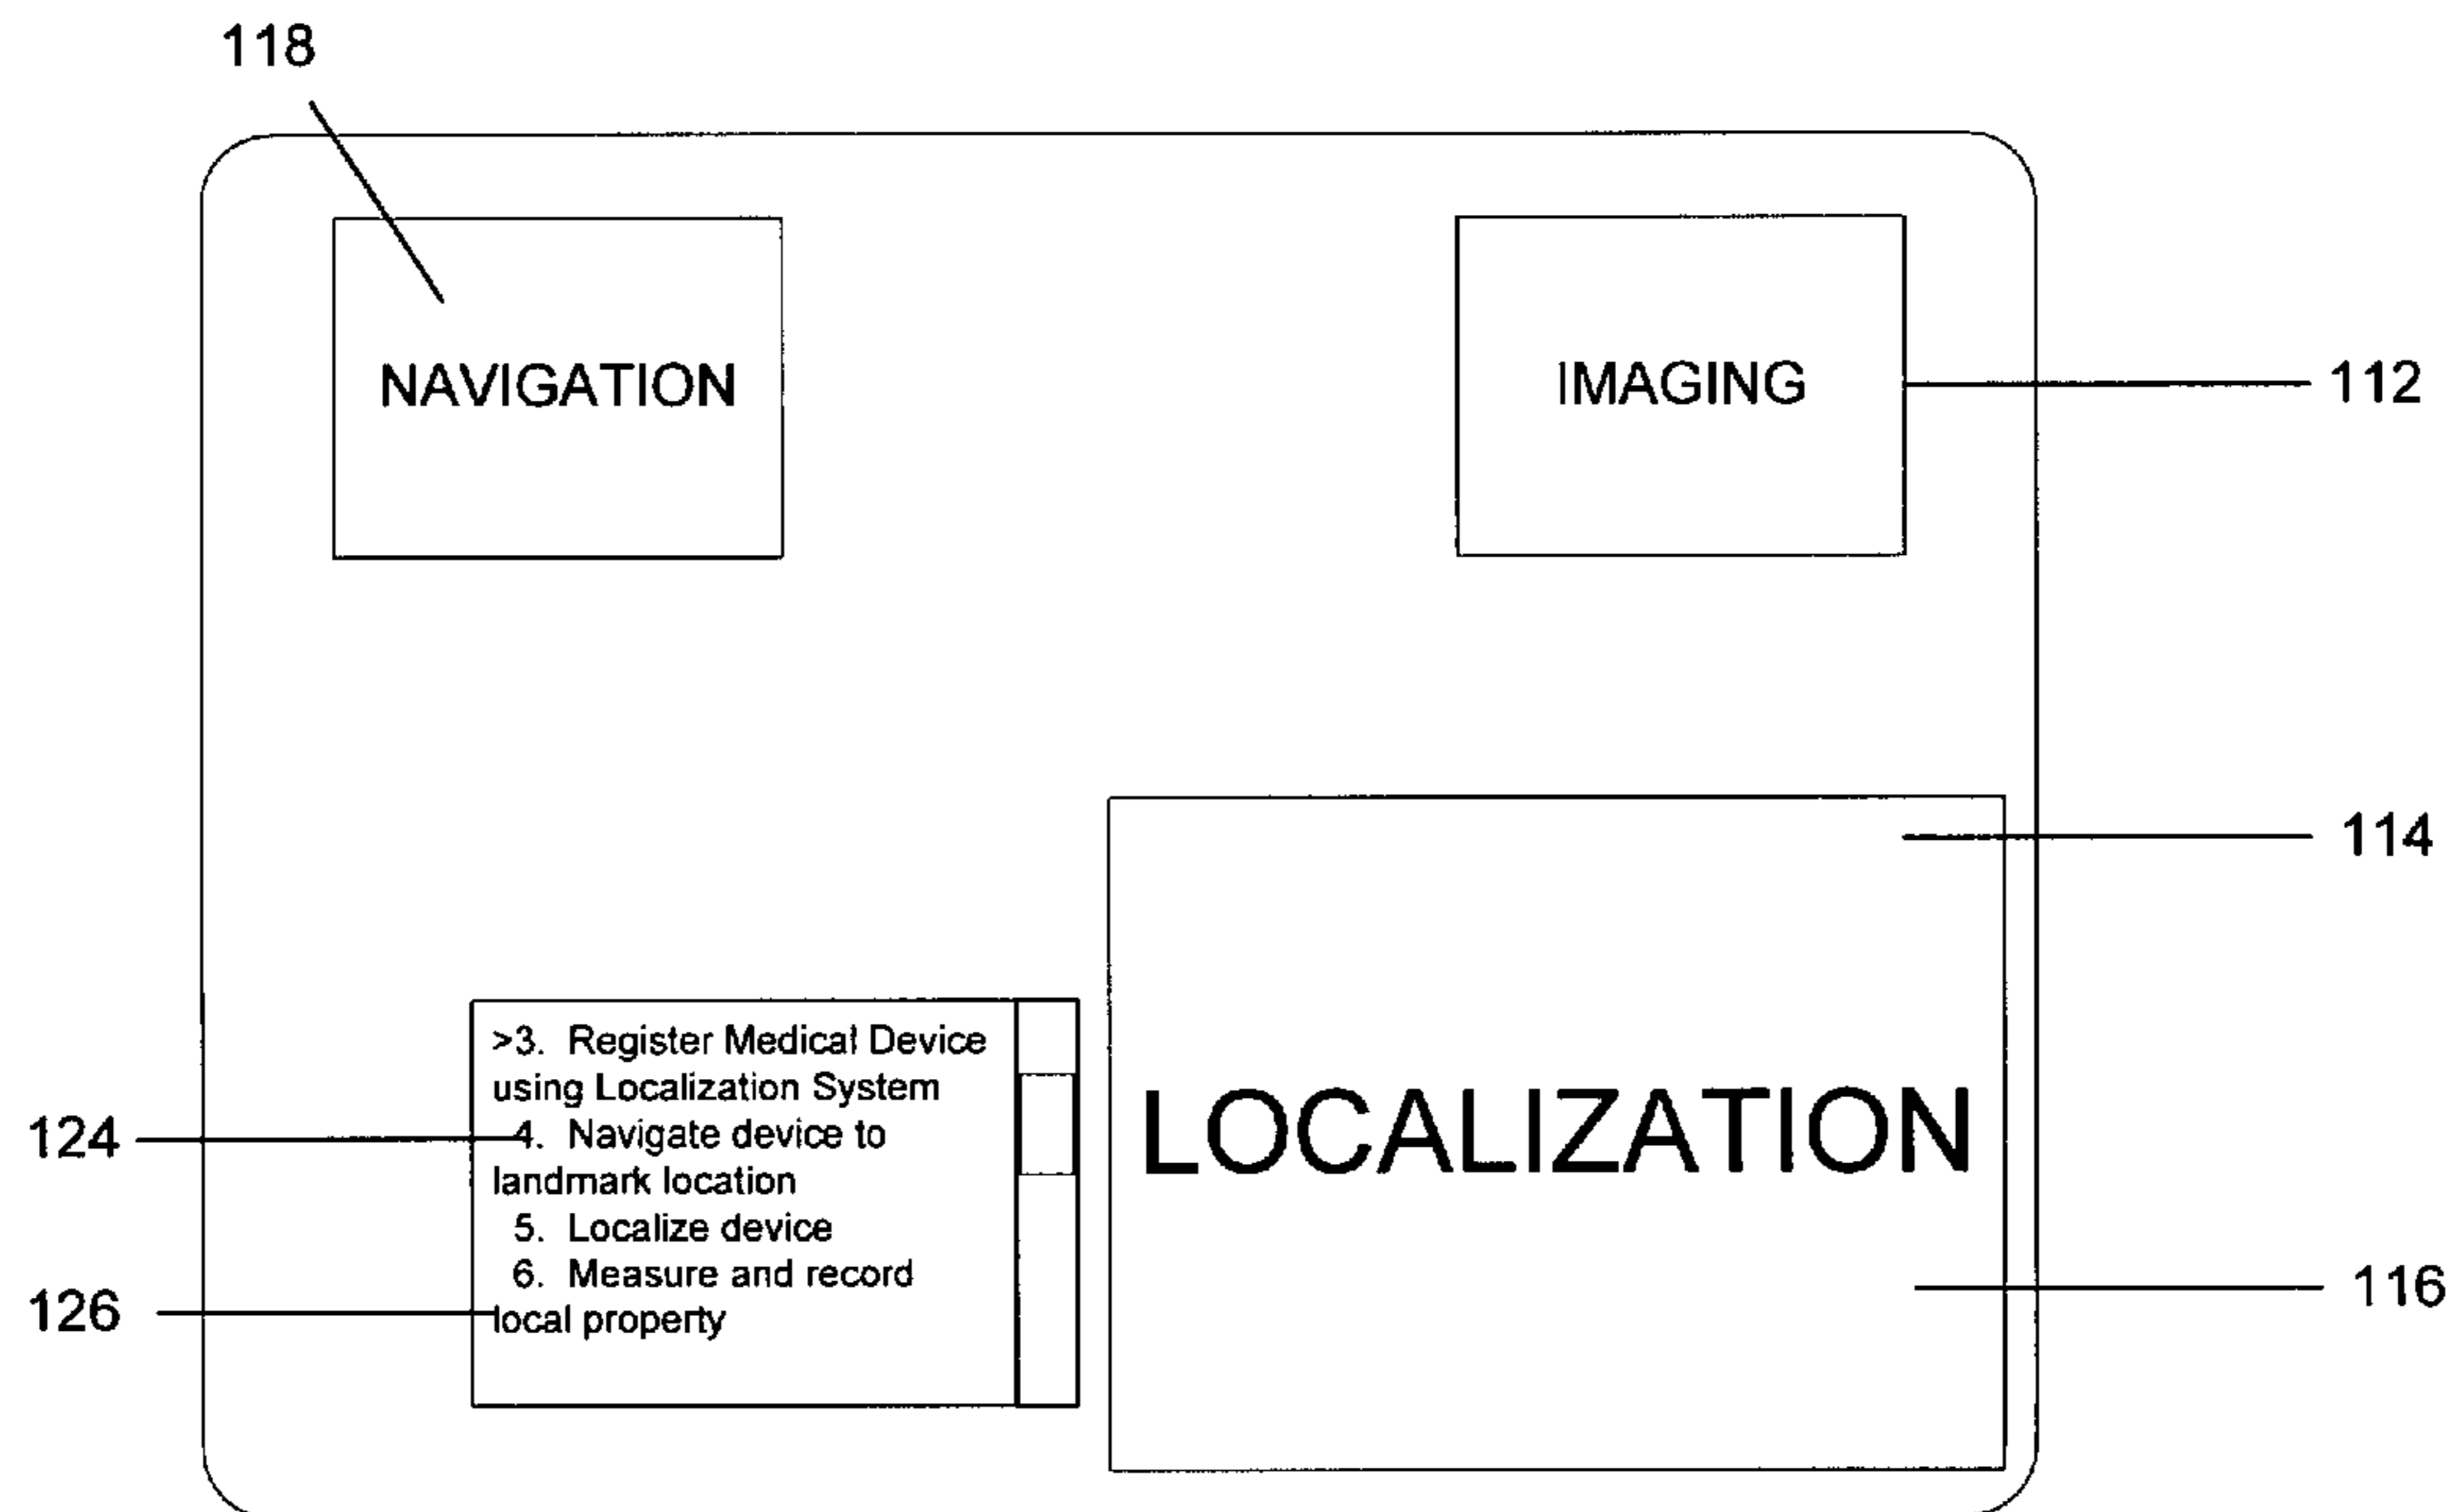 118
NAVIGATION
IMAGING
112
114
>3. Register Medical Device
using Localization System
4. Navigate device to
landmark location
5. Localize device
6. Measure and record
local property
LOCALIZATION
124
126
116